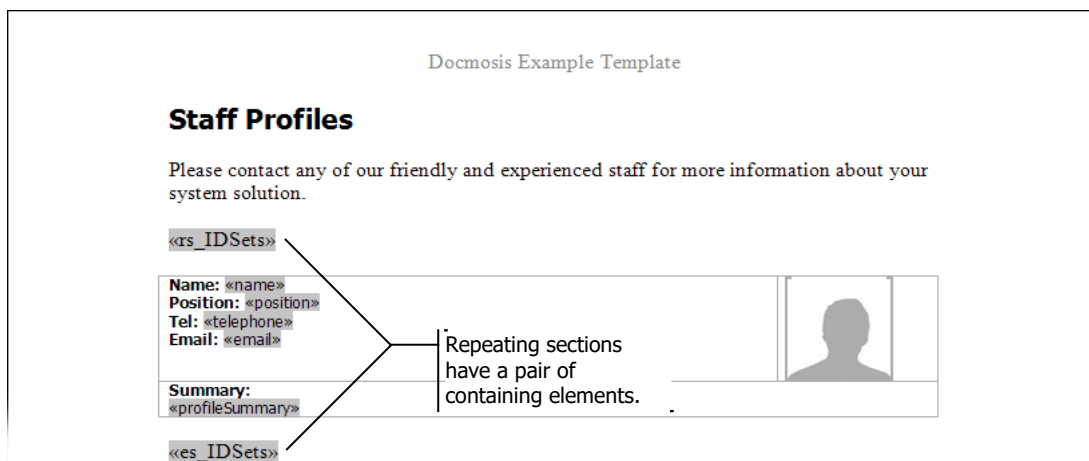 Docmosis Example Template
Staff Profiles
Please contact any of our friendly and experienced staff for more information about your
system solution.
«rs_IDSets»
Name: «name»
Position: «position»
Tel: «telephone»
Email: «email»
Repeating sections
have a pair of
containing elements.
Summary:
«profileSummary»
«es_IDSets»